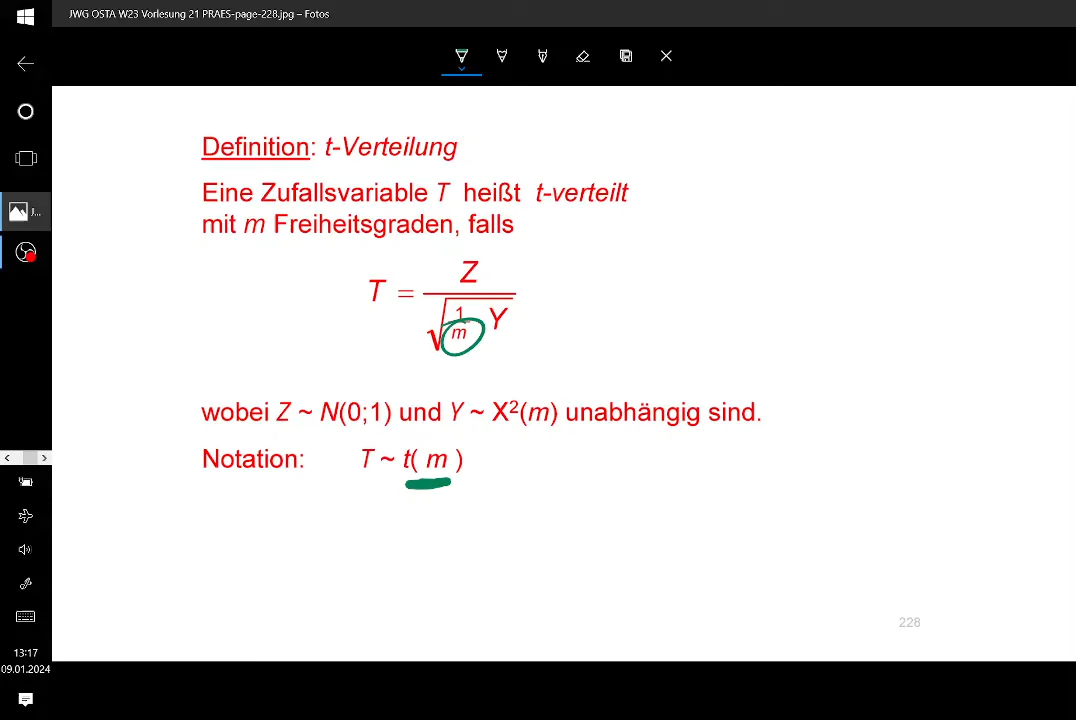 JWG OSTA W23 Vorlesung 21 PRAES-page-228.jpg – Fotos
J...
Definition: t-Verteilung
Eine Zufallsvariable T heißt t-verteilt
mit m Freiheitsgraden, falls
T = Z / √(1/m Y)
wobei Z ~ N(0;1) und Y ~ X²(m) unabhängig sind.
Notation: T ~ t( m )
228
13:17
09.01.2024